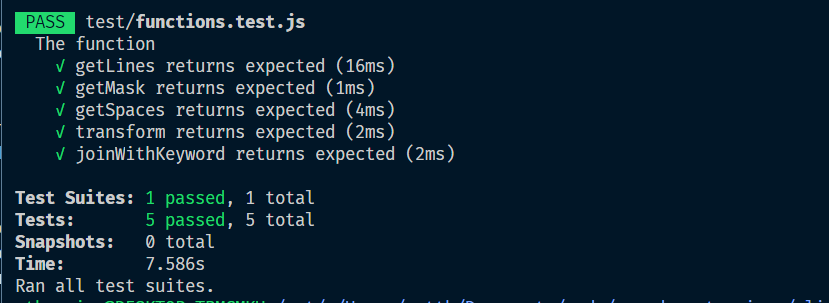 PASS test/functions.test.js
The function
√ getLines returns expected (16ms)
√ getMask returns expected (1ms)
√ getSpaces returns expected (4ms)
√ transform returns expected (2ms)
√ joinWithKeyword returns expected (2ms)
Test Suites: 1 passed, 1 total
Tests: 5 passed, 5 total
Snapshots: 0 total
Time: 7.586s
Ran all test suites.